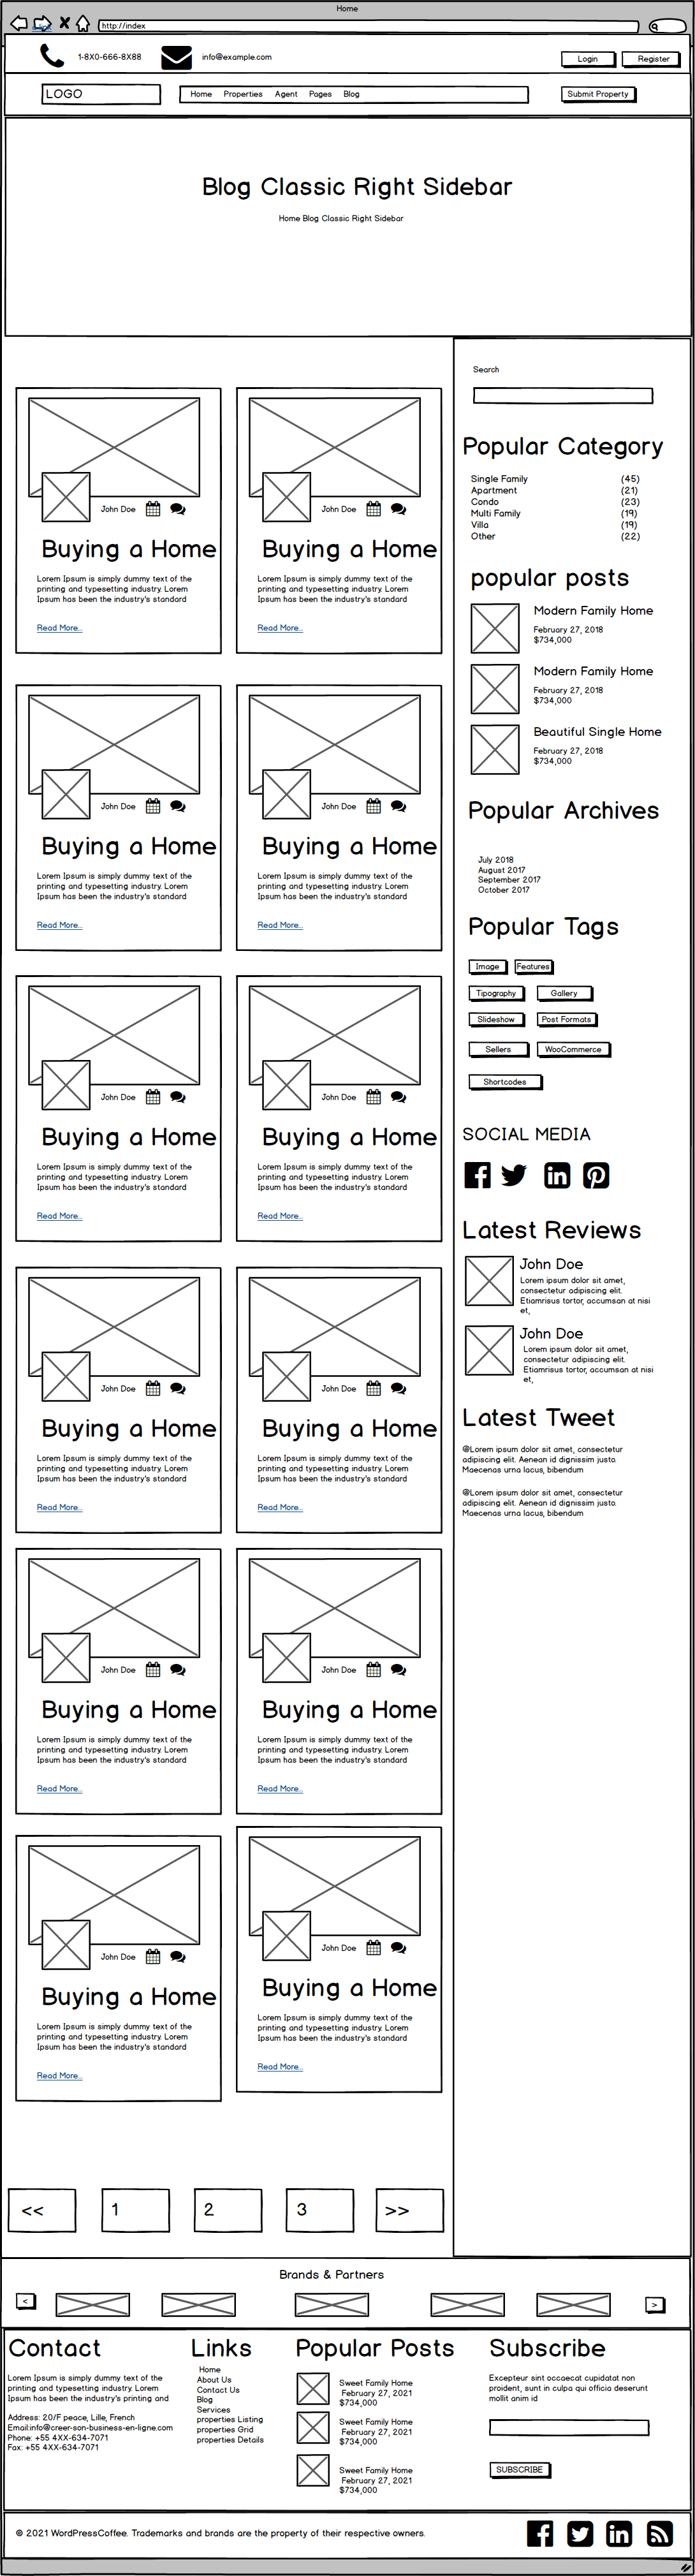 Home
http://index
1-8X0-666-8X88
info@example.com
Login
Register
LOGO
Home Properties Agent Pages Blog
Submit Property
Blog Classic Right Sidebar
Home Blog Classic Right Sidebar
John Doe
Buying a Home
Lorem Ipsum is simply dummy text of the
printing and typesetting industry. Lorem
Ipsum has been the industry's standard
Read More...
John Doe
Buying a Home
Lorem Ipsum is simply dummy text of the
printing and typesetting industry. Lorem
Ipsum has been the industry's standard
Read More...
John Doe
Buying a Home
Lorem Ipsum is simply dummy text of the
printing and typesetting industry. Lorem
Ipsum has been the industry's standard
Read More...
John Doe
Buying a Home
Lorem Ipsum is simply dummy text of the
printing and typesetting industry. Lorem
Ipsum has been the industry's standard
Read More...
John Doe
Buying a Home
Lorem Ipsum is simply dummy text of the
printing and typesetting industry. Lorem
Ipsum has been the industry's standard
Read More...
John Doe
Buying a Home
Lorem Ipsum is simply dummy text of the
printing and typesetting industry. Lorem
Ipsum has been the industry's standard
Read More...
John Doe
Buying a Home
Lorem Ipsum is simply dummy text of the
printing and typesetting industry. Lorem
Ipsum has been the industry's standard
Read More...
John Doe
Buying a Home
Lorem Ipsum is simply dummy text of the
printing and typesetting industry. Lorem
Ipsum has been the industry's standard
Read More...
John Doe
Buying a Home
Lorem Ipsum is simply dummy text of the
printing and typesetting industry. Lorem
Ipsum has been the industry's standard
Read More...
John Doe
Buying a Home
Lorem Ipsum is simply dummy text of the
printing and typesetting industry. Lorem
Ipsum has been the industry's standard
Read More...
John Doe
Buying a Home
Lorem Ipsum is simply dummy text of the
printing and typesetting industry. Lorem
Ipsum has been the industry's standard
Read More...
John Doe
Buying a Home
Lorem Ipsum is simply dummy text of the
printing and typesetting industry. Lorem
Ipsum has been the industry's standard
Read More...
<<
1
2
3
>>
Search
Popular Category
Single Family (45)
Apartment (21)
Condo (23)
Multi Family (19)
Villa (19)
Other (22)
popular posts
Modern Family Home
February 27, 2018
$734,000
Modern Family Home
February 27, 2018
$734,000
Beautiful Single Home
February 27, 2018
$734,000
Popular Archives
July 2018
August 2017
September 2017
October 2017
Popular Tags
Image
Features
Tipography
Gallery
Slideshow
Post Formats
Sellers
WooCommerce
Shortcodes
SOCIAL MEDIA
Latest Reviews
John Doe
Lorem ipsum dolor sit amet,
consectetur adipiscing elit.
Etiamrisus tortor, accumsan at nisi
et,
John Doe
Lorem ipsum dolor sit amet,
consectetur adipiscing elit.
Etiamrisus tortor, accumsan at nisi
et,
Latest Tweet
@Lorem ipsum dolor sit amet, consectetur
adipiscing elit. Aenean id dignissim justo.
Maecenas urna lacus, bibendum
@Lorem ipsum dolor sit amet, consectetur
adipiscing elit. Aenean id dignissim justo.
Maecenas urna lacus, bibendum
Brands & Partners
<
>
Contact
Lorem Ipsum is simply dummy text of the
printing and typesetting industry. Lorem
Ipsum has been the industry's printing and
Address: 20/F peace, Lille, French
Email:info@creer-son-business-en-ligne.com
Phone: +55 4XX-634-7071
Fax: +55 4XX-634-7071
Links
Home
About Us
Contact Us
Blog
Services
properties Listing
properties Grid
properties Details
Popular Posts
Sweet Family Home
February 27, 2021
$734,000
Sweet Family Home
February 27, 2021
$734,000
Sweet Family Home
February 27, 2021
$734,000
Subscribe
Excepteur sint occaecat cupidatat non
proident, sunt in culpa qui officia deserunt
mollit anim id
SUBSCRIBE
© 2021 WordPressCoffee. Trademarks and brands are the property of their respective owners.